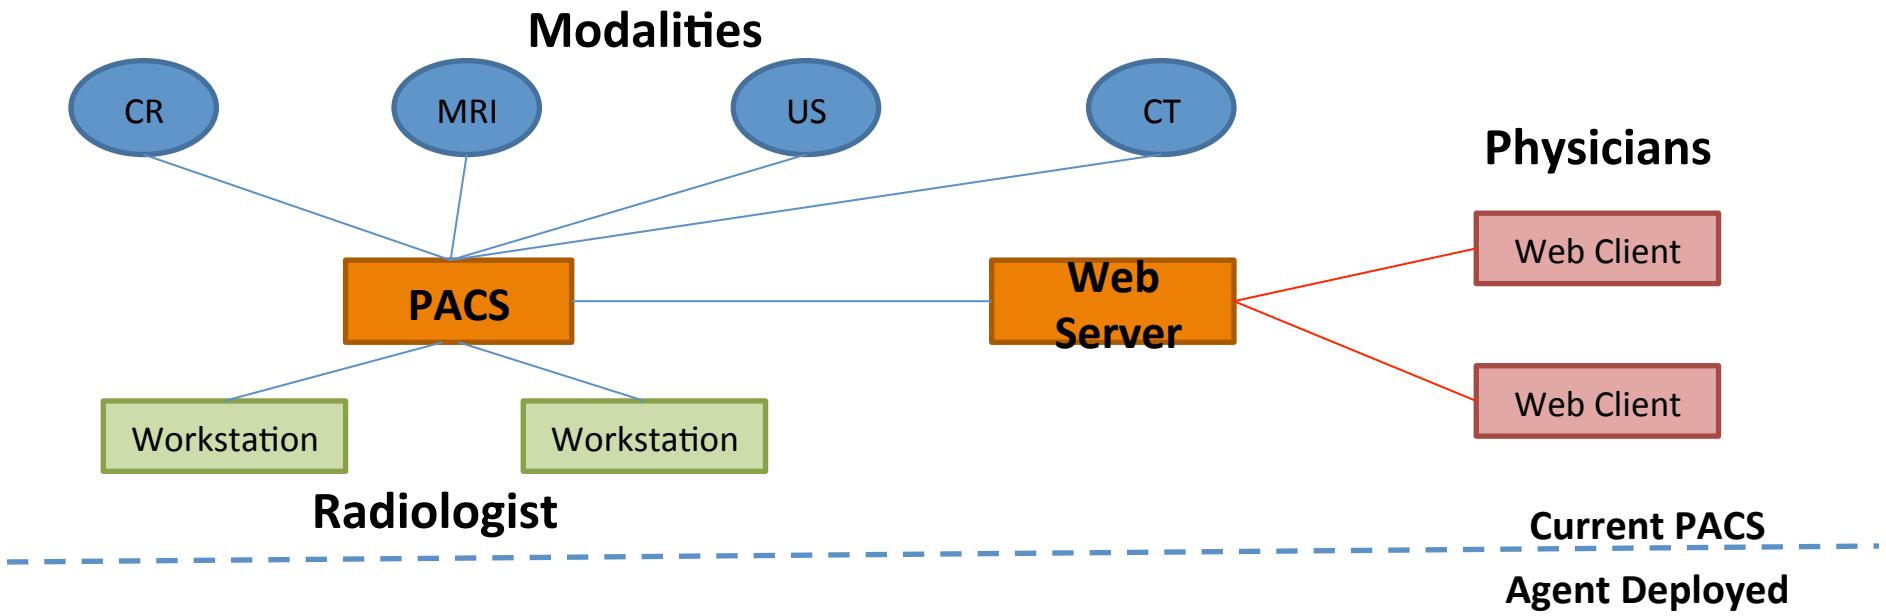 Modalities
CR
MRI
US
CT
Physicians
Web Client
PACS
Web
Server
Web Client
Workstation
Workstation
Radiologist
Current PACS
Agent Deployed